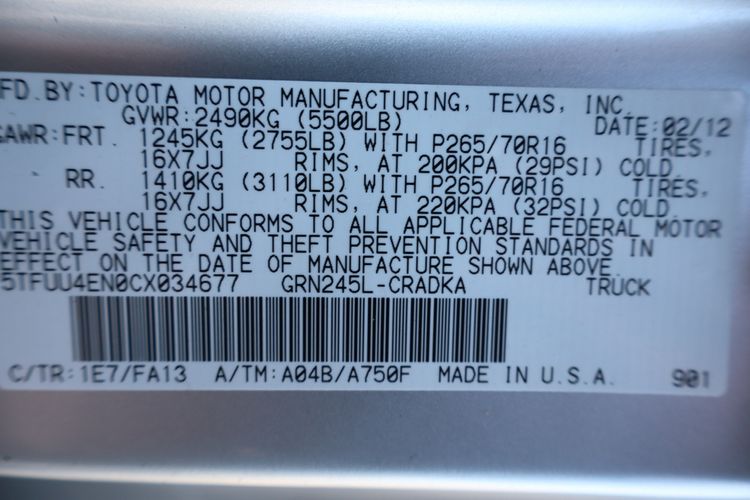 FD. BY: TOYOTA MOTOR MANUFACTURING, TEXAS, INC.
GVWR: 2490KG (5500LB) DATE: 02/12
GAWR: FRT. 1245KG (2755LB) WITH P265/70R16 TIRES,
16X7JJ RIMS, AT 200KPA (29PSI) COLD.
RR. 1410KG (3110LB) WITH P265/70R16 TIRES,
16X7JJ RIMS, AT 220KPA (32PSI) COLD.
THIS VEHICLE CONFORMS TO ALL APPLICABLE FEDERAL MOTOR
VEHICLE SAFETY AND THEFT PREVENTION STANDARDS IN
EFFECT ON THE DATE OF MANUFACTURE SHOWN ABOVE.
5TFUU4EN0CX034677 GRN245L-CRADKA TRUCK
C/TR: 1E7/FA13 A/TM: A04B/A750F MADE IN U.S.A. 901